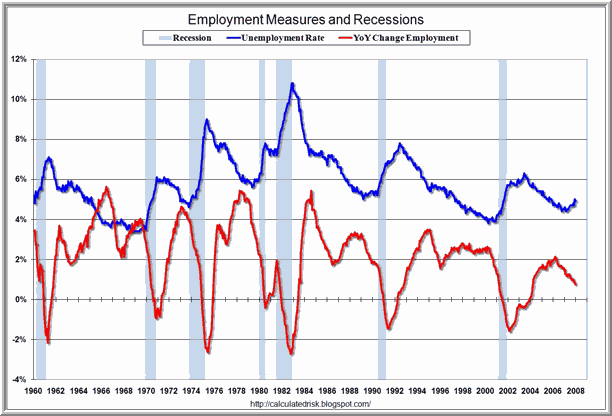 Employment Measures and Recessions
Recession Unemployment Rate YoY Change Employment
12%
10%
8%
6%
4%
2%
0%
-2%
-4%
1960 1962 1964 1966 1968 1970 1972 1974 1976 1978 1980 1982 1984 1986 1988 1990 1992 1994 1996 1998 2000 2002 2004 2006 2008
http://calculatedrisk.blogspot.com/